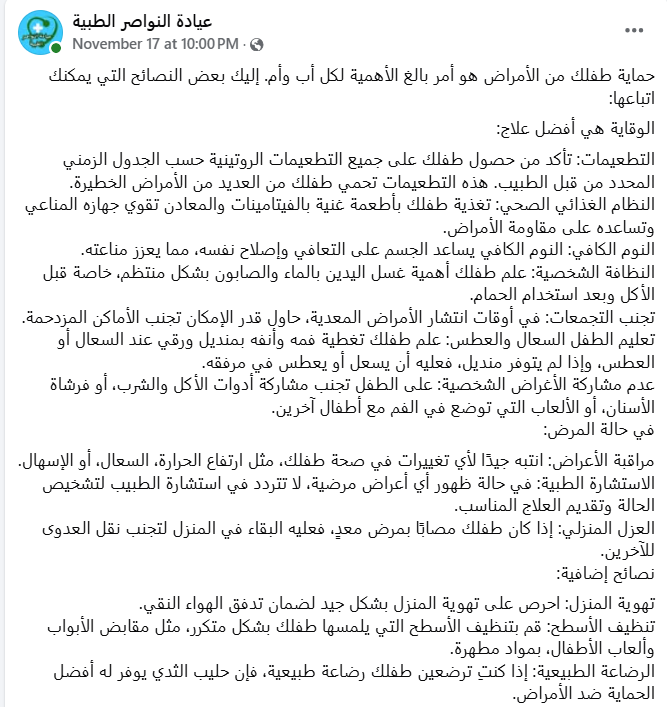 عيادة النواصر الطبية
November 17 at 10:00 PM ·
حماية طفلك من الأمراض هو أمر بالغ الأهمية لكل أب وأم. إليك بعض النصائح التي يمكنك
اتباعها:
الوقاية هي أفضل علاج:
التطعيمات: تأكد من حصول طفلك على جميع التطعيمات الروتينية حسب الجدول الزمني
المحدد من قبل الطبيب. هذه التطعيمات تحمي طفلك من العديد من الأمراض الخطيرة.
النظام الغذائي الصحي: تغذية طفلك بأطعمة غنية بالفيتامينات والمعادن تقوي جهازه المناعي
وتساعده على مقاومة الأمراض.
النوم الكافي: النوم الكافي يساعد الجسم على التعافي وإصلاح نفسه، مما يعزز مناعته.
النظافة الشخصية: علم طفلك أهمية غسل اليدين بالماء والصابون بشكل منتظم، خاصة قبل
الأكل وبعد استخدام الحمام.
تجنب التجمعات: في أوقات انتشار الأمراض المعدية، حاول قدر الإمكان تجنب الأماكن المزدحمة.
تعليم الطفل السعال والعطس: علم طفلك تغطية فمه وأنفه بمنديل ورقي عند السعال أو
العطس، وإذا لم يتوفر منديل، فعليه أن يسعل أو يعطس في مرفقه.
عدم مشاركة الأغراض الشخصية: على الطفل تجنب مشاركة أدوات الأكل والشرب، أو فرشاة
الأسنان، أو الألعاب التي توضع في الفم مع أطفال آخرين.
في حالة المرض:
مراقبة الأعراض: انتبه جيدًا لأي تغييرات في صحة طفلك، مثل ارتفاع الحرارة، السعال، أو الإسهال.
الاستشارة الطبية: في حالة ظهور أي أعراض مرضية، لا تتردد في استشارة الطبيب لتشخيص
الحالة وتقديم العلاج المناسب.
العزل المنزلي: إذا كان طفلك مصابًا بمرض معدٍ، فعليه البقاء في المنزل لتجنب نقل العدوى
للآخرين.
نصائح إضافية:
تهوية المنزل: احرص على تهوية المنزل بشكل جيد لضمان تدفق الهواء النقي.
تنظيف الأسطح: قم بتنظيف الأسطح التي يلمسها طفلك بشكل متكرر، مثل مقابض الأبواب
وألعاب الأطفال، بمواد مطهرة.
الرضاعة الطبيعية: إذا كنتِ ترضعين طفلك رضاعة طبيعية، فإن حليب الثدي يوفر له أفضل
الحماية ضد الأمراض.